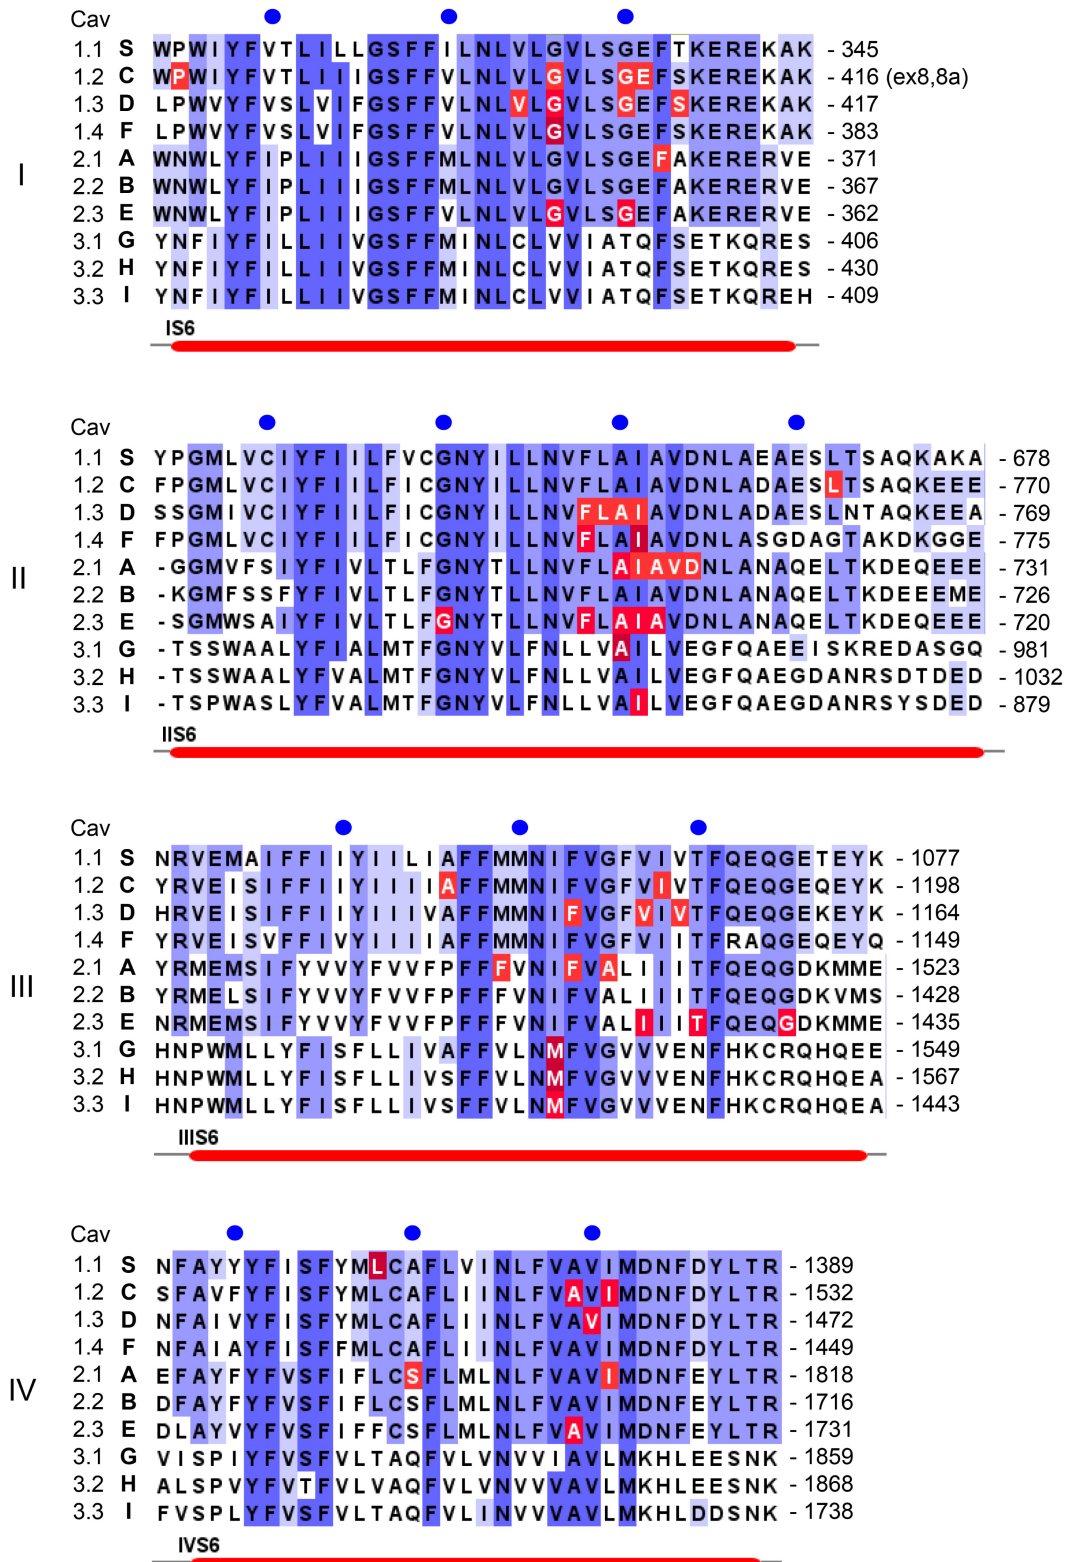 Cav
1.1 S WPWIYFVTLILLGSFFILNLVLGVLSGEFTKEREKAK - 345
1.2 C WPWIYFVTLIIIGSFFVLNLVLGVLSGEFSKEREKAK - 416 (ex8,8a)
1.3 D LPWVYFVSLVIFGSFFVLNLVLGVLSGEFSKEREKAK - 417
1.4 F LPWVYFVSLVIFGSFFVLNLVLGVLSGEFSKEREKAK - 383
2.1 A WNWLYFIPLIIIGSFFMLNLVLGVLSGEFAKERERVE - 371
I
2.2 B WNWLYFIPLIIIGSFFMLNLVLGVLSGEFAKERERVE - 367
2.3 E WNWLYFIPLIIIGSFFVLNLVLGVLSGEFAKERERVE - 362
3.1 G YNFIYFILLIIVGSFFMINLCLVVIATQFSETKQRES - 406
3.2 H YNFIYFILLIIVGSFFMINLCLVVIATQFSETKQRES - 430
3.3 I YNFIYFILLIIVGSFFMINLCLVVIATQFSETKQREH - 409
IS6
Cav
1.1 S YPGMLVCIYFIILFVCGNYILLNVFLAIAVDNLAEAESLTSAQKAKA - 678
1.2 C FPGMLVCIYFIILFICGNYILLNVFLAIAVDNLADAESLTSAQKEEE - 770
1.3 D SSGMIVCIYFIILFICGNYILLNVFLAIAVDNLADAESLNTAQKEEA - 769
1.4 F FPGMLVCIYFIILFICGNYILLNVFLAIAVDNLASGDAGTAKDKGGE - 775
2.1 A -GGMVFSIYFIVLTLFGNYTLLNVFLAIAVDNLANAQELTKDEQEEE - 731
II
2.2 B -KGMFSSFYFIVLTLFGNYTLLNVFLAIAVDNLANAQELTKDEEEME - 726
2.3 E -SGMWSAIYFIVLTLFGNYTLLNVFLAIAVDNLANAQELTKDEQEEE - 720
3.1 G -TSSWAALYFIALMTFGNYVLFNLLVAILVEGFQAEEISKREDASGQ - 981
3.2 H -TSSWAALYFVALMTFGNYVLFNLLVAILVEGFQAEGDANRSDTDED - 1032
3.3 I -TSPWASLYFVALMTFGNYVLFNLLVAILVEGFQAEGDANRSYSDED - 879
IIS6
Cav
1.1 S NRVEMAIFFIIYIILIAFFMMNIFVGFVIVTFQEQGETEYK - 1077
1.2 C YRVEISIFFIIYIIIIAFFMMNIFVGFVIVTFQEQGEQEYK - 1198
1.3 D HRVEISIFFIIYIIIVAFFMMNIFVGFVIVTFQEQGEKEYK - 1164
1.4 F YRVEISVFFIVYIIIIAFFMMNIFVGFVIITFRAQGEQEYQ - 1149
2.1 A YRMEMSIFYVVYFVVFPFFFVNIFVALIIITFQEQGDKMME - 1523
III
2.2 B YRMELSIFYVVYFVVFPFFFVNIFVALIIITFQEQGDKVMS - 1428
2.3 E NRMEMSIFYVVYFVVFPFFFVNIFVALIIITFQEQGDKMME - 1435
3.1 G HNPWMLLYFISFLLIVAFFVLNMFVGVVVENFHKCRQHQEE - 1549
3.2 H HNPWMLLYFISFLLIVSFFVLNMFVGVVVENFHKCRQHQEA - 1567
3.3 I HNPWMLLYFISFLLIVSFFVLNMFVGVVVENFHKCRQHQEA - 1443
IIIS6
Cav
1.1 S NFAYYYFISFYMLCAFLVINLFVAVIMDNFDYLTR - 1389
1.2 C SFAVFYFISFYMLCAFLIINLFVAVIMDNFDYLTR - 1532
1.3 D NFAIVYFISFYMLCAFLIINLFVAVIMDNFDYLTR - 1472
1.4 F NFAIAYFISFFMLCAFLIINLFVAVIMDNFDYLTR - 1449
2.1 A EFAYFYFVSFIFLCSFLMLNLFVAVIMDNFEYLTR - 1818
IV
2.2 B DFAYFYFVSFIFLCSFLMLNLFVAVIMDNFEYLTR - 1716
2.3 E DLAYVYFVSFIFFCSFLMLNLFVAVIMDNFEYLTR - 1731
3.1 G VISPIYFVSFVLTAQFVLVNVVIAVLMKHLEESNK - 1859
3.2 H ALSPVYFVTFVLVAQFVLVNVVVAVLMKHLEESNK - 1868
3.3 I FVSPLYFVSFVLTAQFVLINVVVAVLMKHLDDSNK - 1738
IVS6